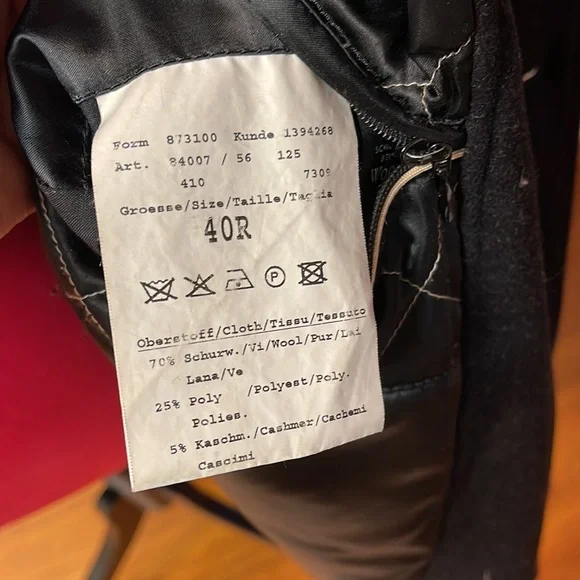 Form 873100 Kunde 1394268
Art. 84007 / 56 125
410 7309
Groesse/Size/Taille/Taglia
40R
P
Oberstoff/Cloth/Tissu/Tessuto
70% Schurw./Vi/Wool/Pur/Lai
Lana/Ve
25% Poly /Polyest/Poly.
Polies.
5% Kaschm./Cashmer/Cachemi
Cascimi